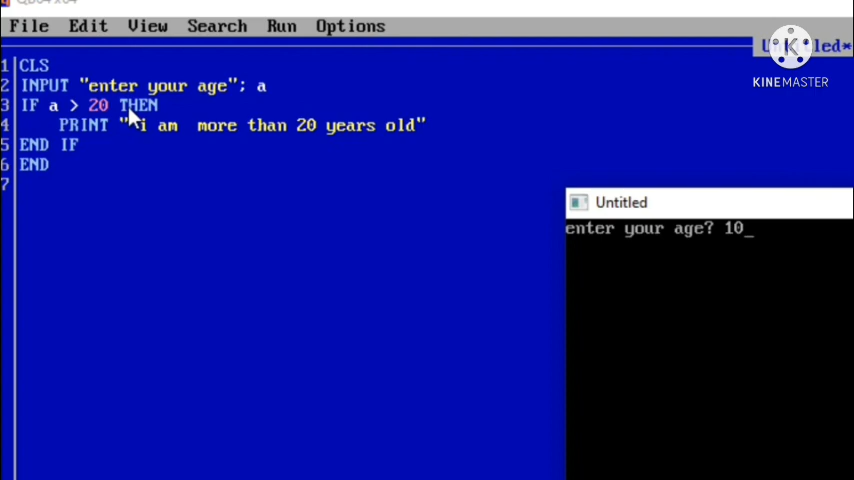 File Edit View Search Run Options
Untitled*
KINEMASTER
1 CLS
2 INPUT "enter your age"; a
3 IF a > 20 THEN
4 PRINT " i am  more than 20 years old"
5 END IF
6 END
7
Untitled
enter your age? 10_